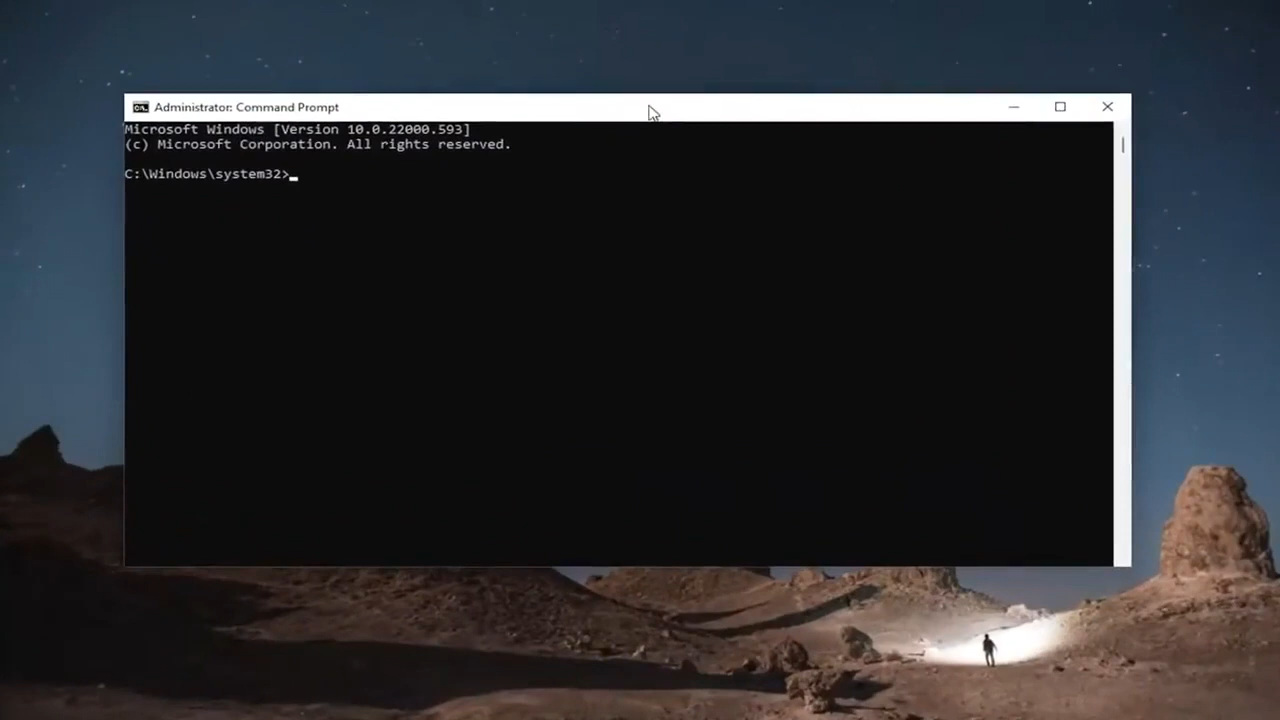 Administrator: Command Prompt
Microsoft Windows [Version 10.0.22000.593]
(c) Microsoft Corporation. All rights reserved.
C:\Windows\system32>